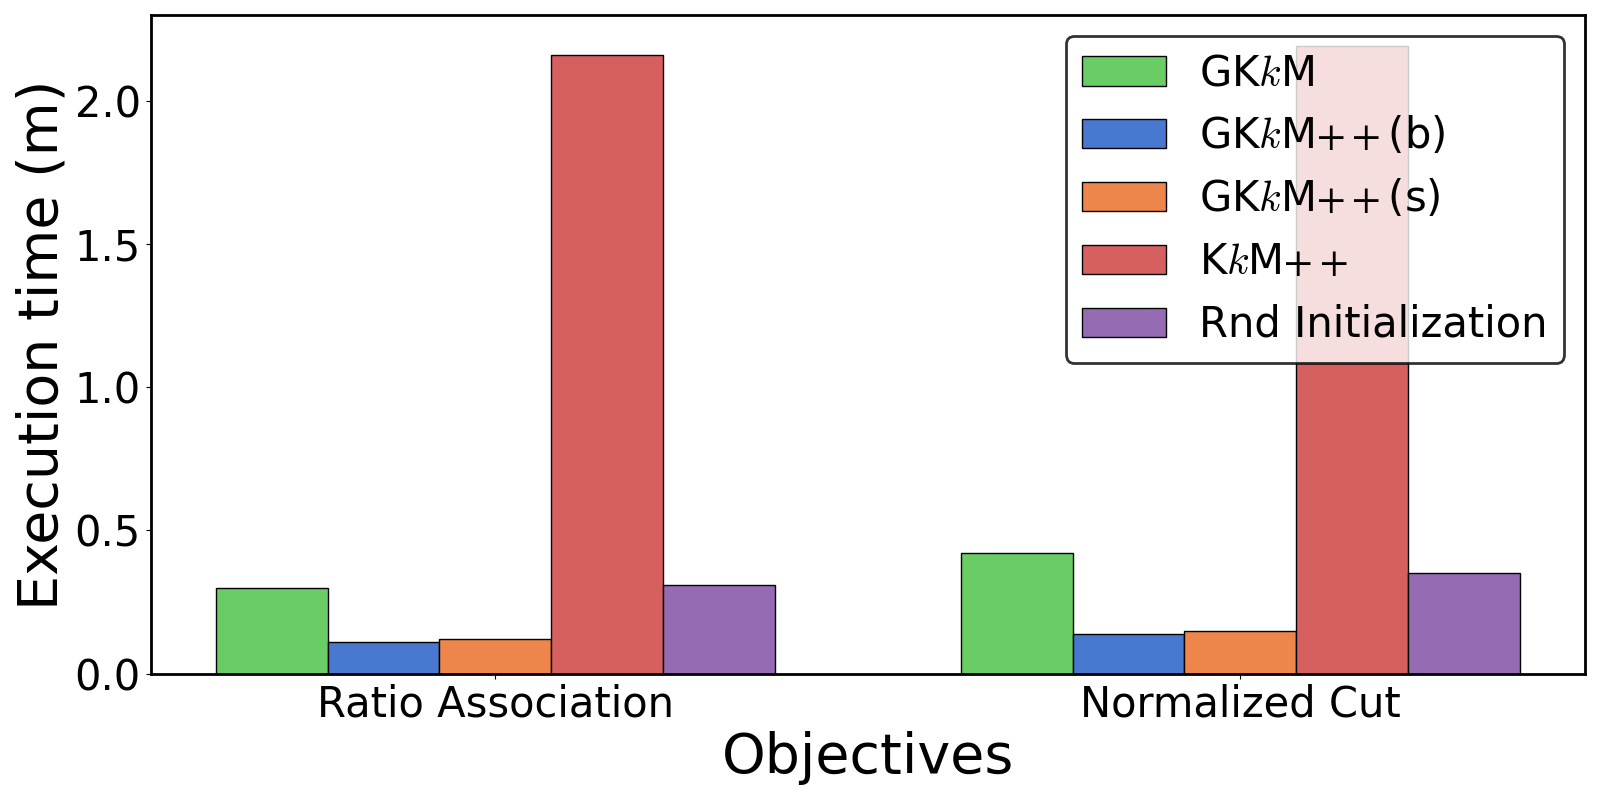 Execution time (m)
2.0
1.5
1.0
0.5
0.0
GKkM
GKkM++(b)
GKkM++(s)
KkM++
Rnd Initialization
Ratio Association
Normalized Cut
Objectives